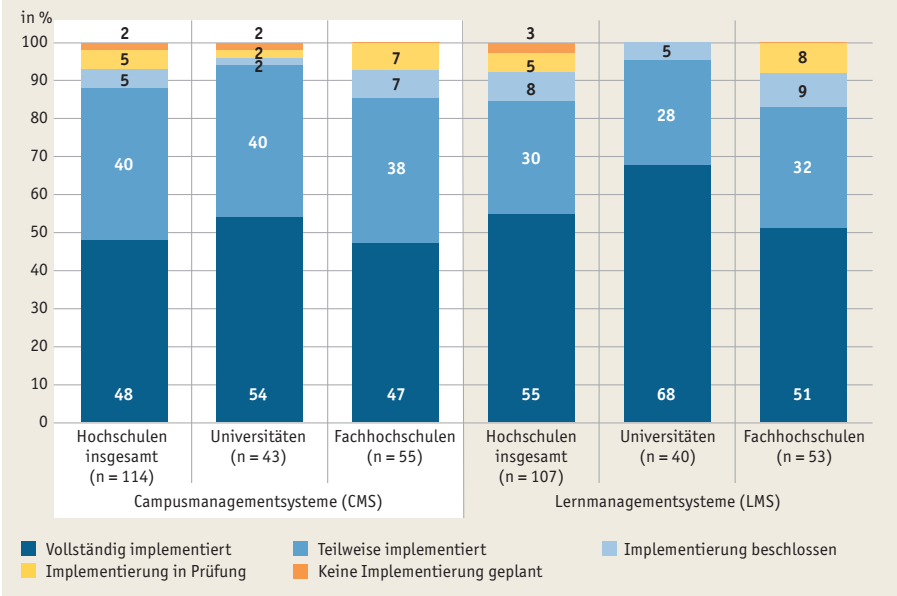 in %
100
90
80
70
60
50
40
30
20
10
0
2
5
5
40
48
2
2
2
40
54
7
7
38
47
3
5
8
30
55
5
28
68
8
9
32
51
Hochschulen
insgesamt
(n = 114)
Universitäten
(n = 43)
Fachhochschulen
(n = 55)
Hochschulen
insgesamt
(n = 107)
Universitäten
(n = 40)
Fachhochschulen
(n = 53)
Campusmanagementsysteme (CMS)
Lernmanagementsysteme (LMS)
Vollständig implementiert
Teilweise implementiert
Implementierung beschlossen
Implementierung in Prüfung
Keine Implementierung geplant